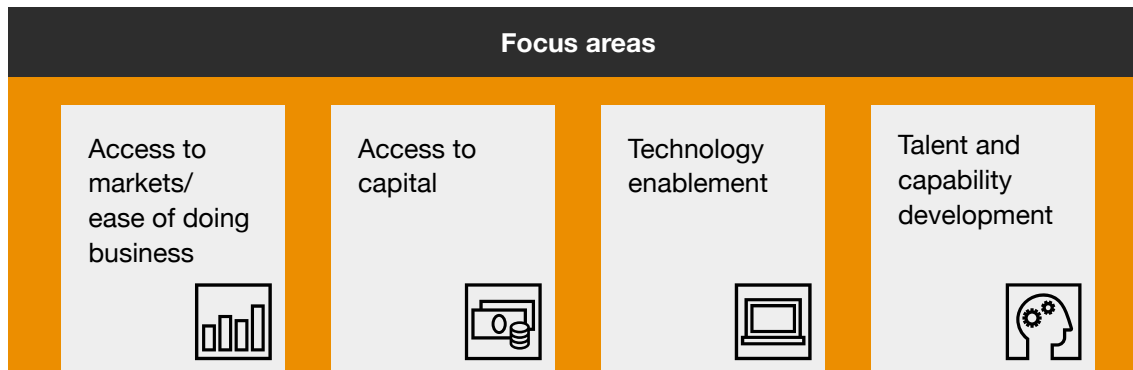 Focus areas
Access to
markets/
ease of doing
business
Access to
capital
Technology
enablement
Talent and
capability
development